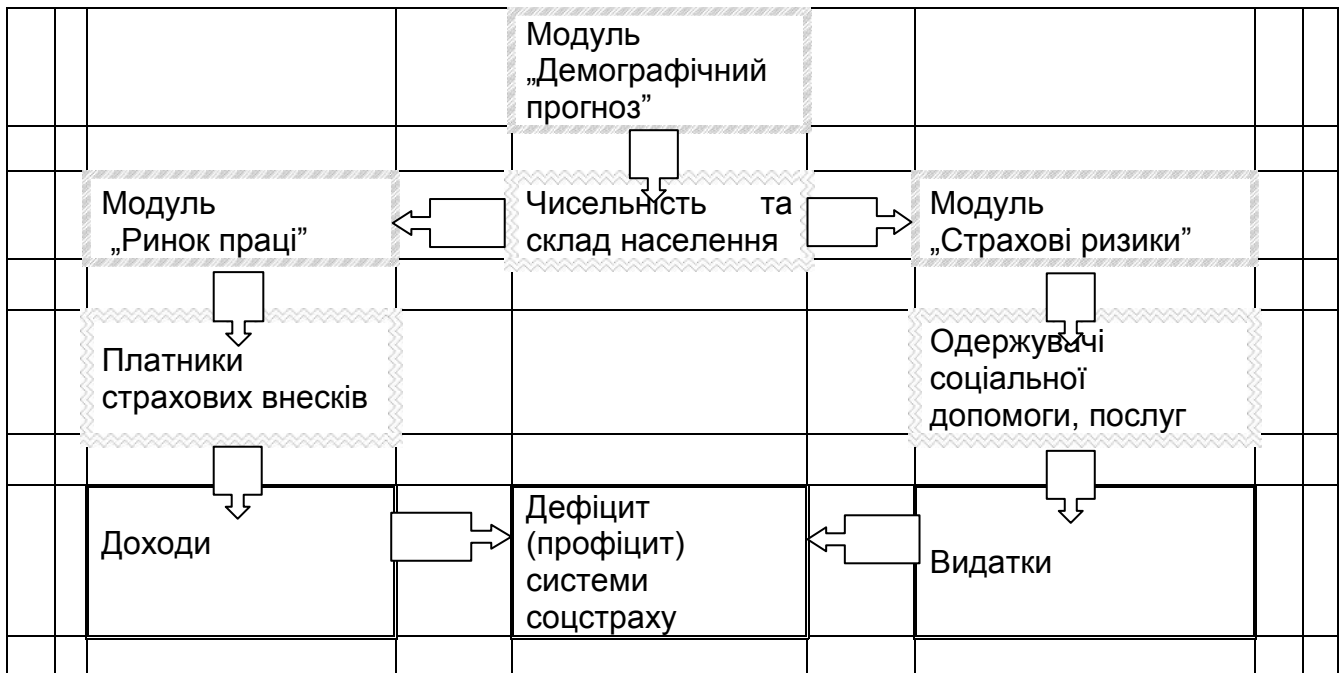 Модуль
„Демографічний
прогноз”
Модуль
„Ринок праці”
Чисельність та
склад населення
Модуль
„Страхові ризики”
Платники
страхових внесків
Одержувачі
соціальної
допомоги, послуг
Доходи
Дефіцит
(профіцит)
системи
соцстраху
Видатки